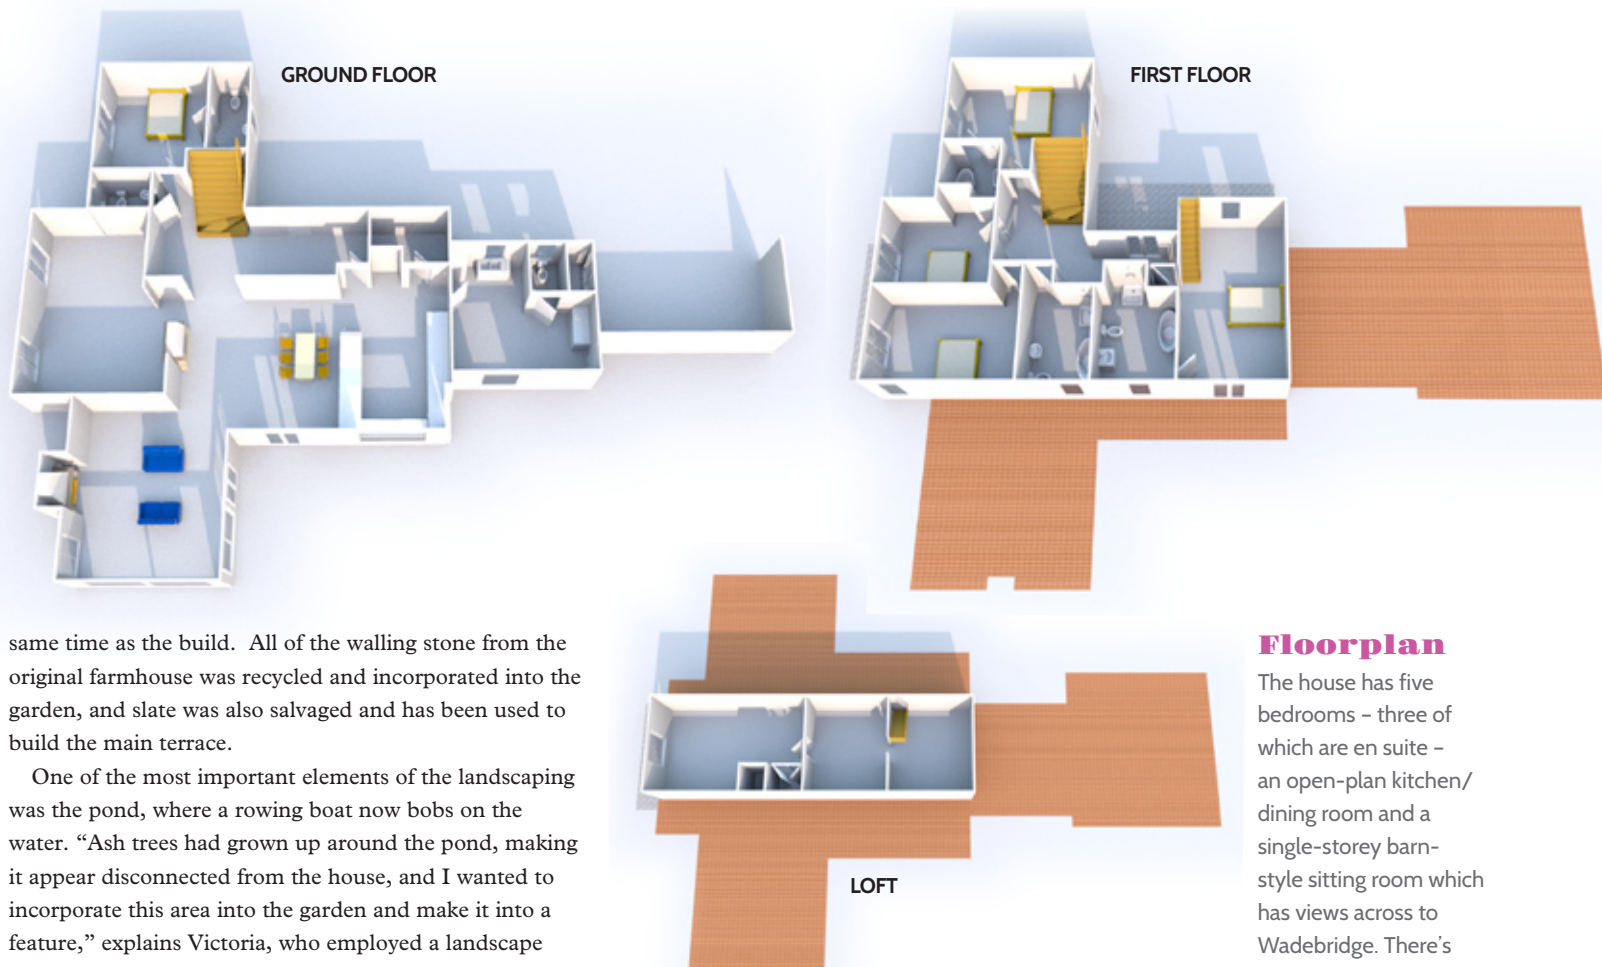 GROUND FLOOR
FIRST FLOOR
same time as the build.  All of the walling stone from the
original farmhouse was recycled and incorporated into the
garden, and slate was also salvaged and has been used to
build the main terrace.
One of the most important elements of the landscaping
was the pond, where a rowing boat now bobs on the
water. “Ash trees had grown up around the pond, making
it appear disconnected from the house, and I wanted to
incorporate this area into the garden and make it into a
feature,” explains Victoria, who employed a landscape
LOFT
Floorplan
The house has five
bedrooms – three of
which are en suite –
an open-plan kitchen/
dining room and a
single-storey barn-
style sitting room which
has views across to
Wadebridge. There’s